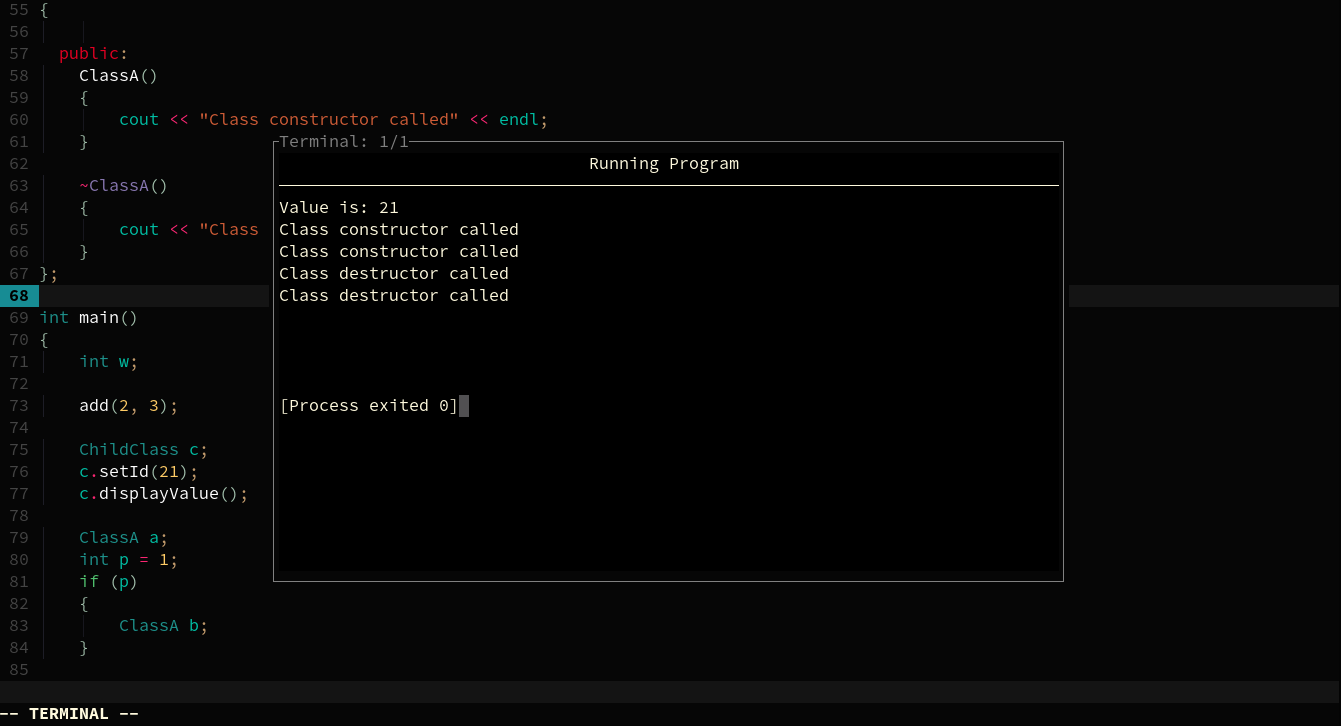 55 {
56
57   public:
58     ClassA()
59     {
60         cout << "Class constructor called" << endl;
61     }
62
63     ~ClassA()
64     {
65         cout << "Class
66     }
67 };
68
69 int main()
70 {
71     int w;
72
73     add(2, 3);
74
75     ChildClass c;
76     c.setId(21);
77     c.displayValue();
78
79     ClassA a;
80     int p = 1;
81     if (p)
82     {
83         ClassA b;
84     }
85
Terminal: 1/1
Running Program
Value is: 21
Class constructor called
Class constructor called
Class destructor called
Class destructor called
[Process exited 0]
-- TERMINAL --